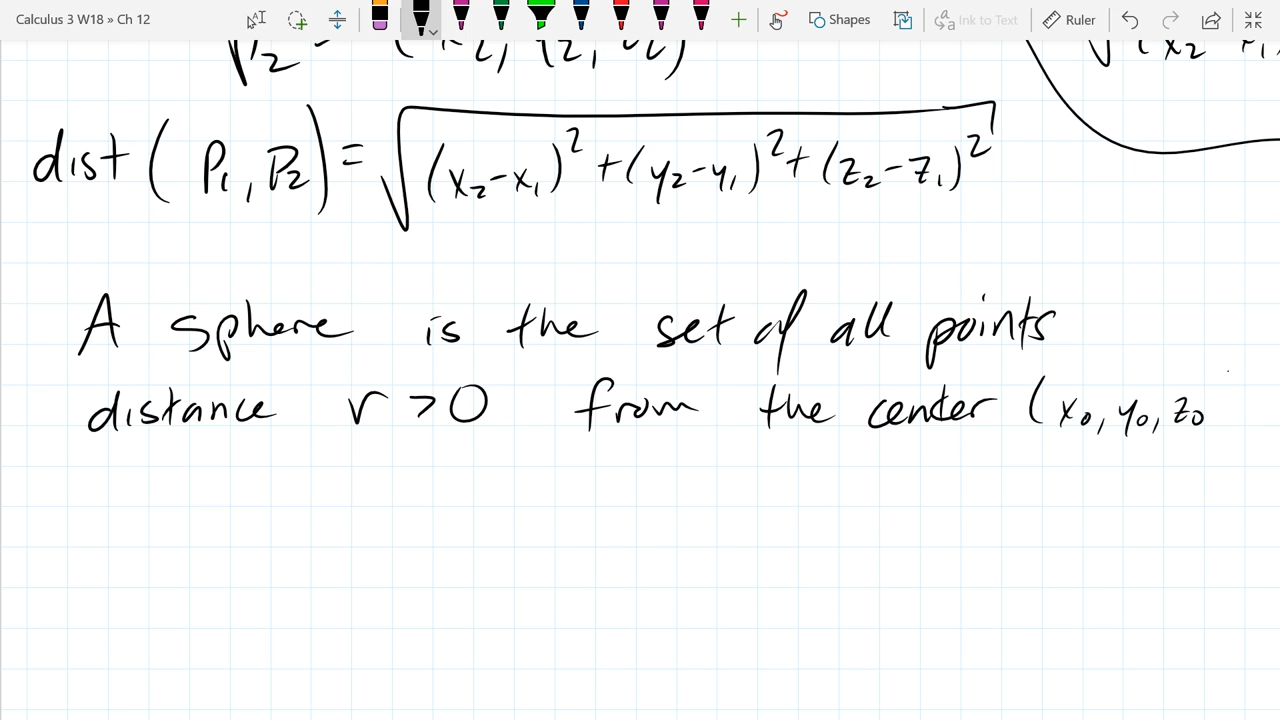 Calculus 3 W18 » Ch 12
Shapes
Ink to Text
Ruler
dist(P₁, P₂) = √(x₂-x₁)² + (y₂-y₁)² + (z₂-z₁)²
A sphere is the set of all points
distance r > 0 from the center (x₀, y₀, z₀